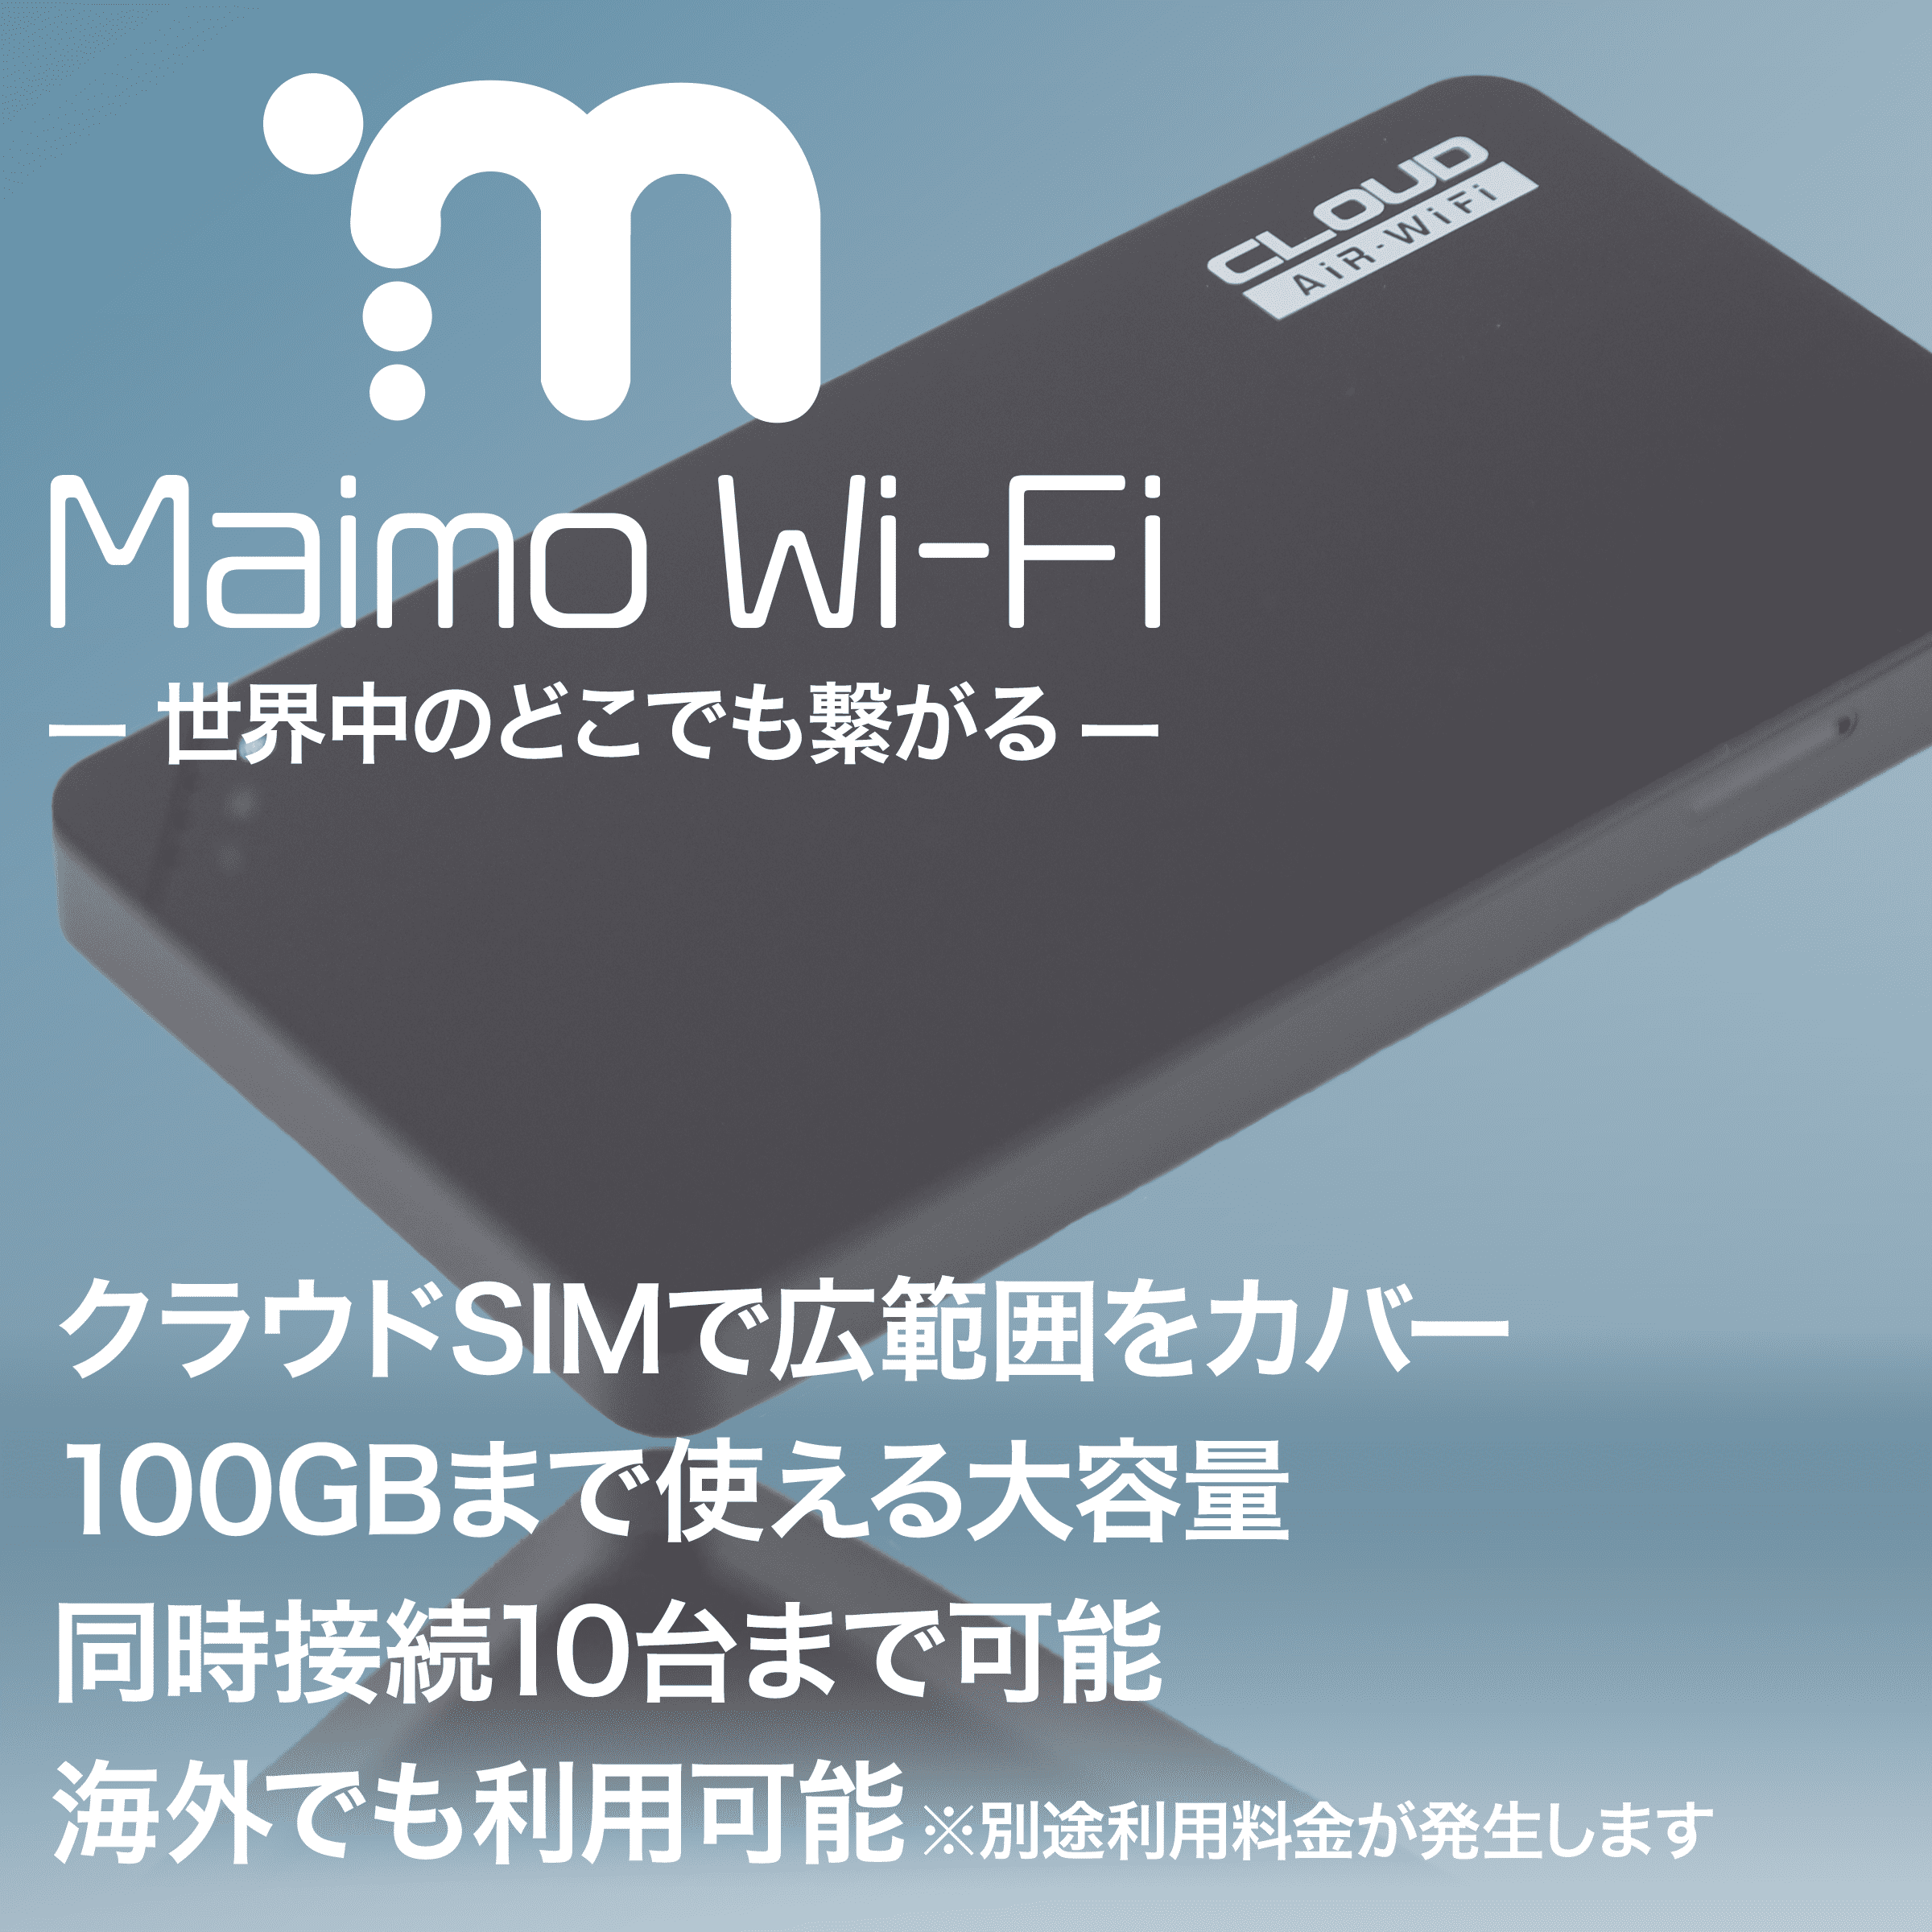 CLOUD
AiR-WiFi
Maimo Wi-Fi
― 世界中のどこでも繋がる ―
クラウドSIMで広範囲をカバー
100GBまで使える大容量
同時接続10台まで可能
海外でも利用可能 ※別途利用料金が発生します